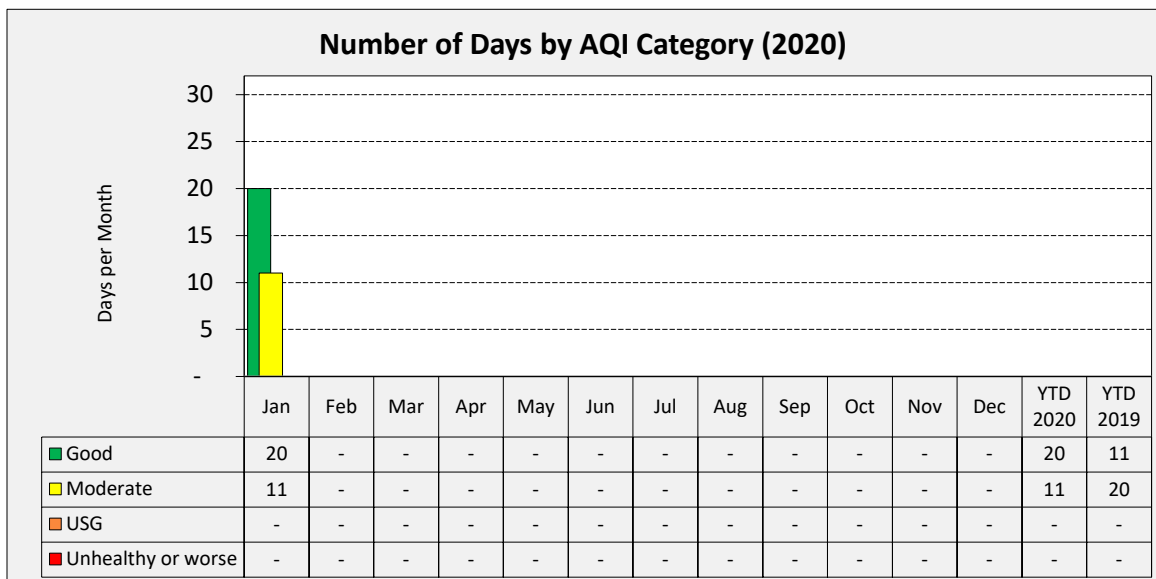 Number of Days by AQI Category (2020)
Days per Month
30
25
20
15
10
5
-
Jan Feb Mar Apr May Jun Jul Aug Sep Oct Nov Dec YTD 2020 YTD 2019
Good 20 - - - - - - - - - - - 20 11
Moderate 11 - - - - - - - - - - - 11 20
USG - - - - - - - - - - - - - -
Unhealthy or worse - - - - - - - - - - - - - -